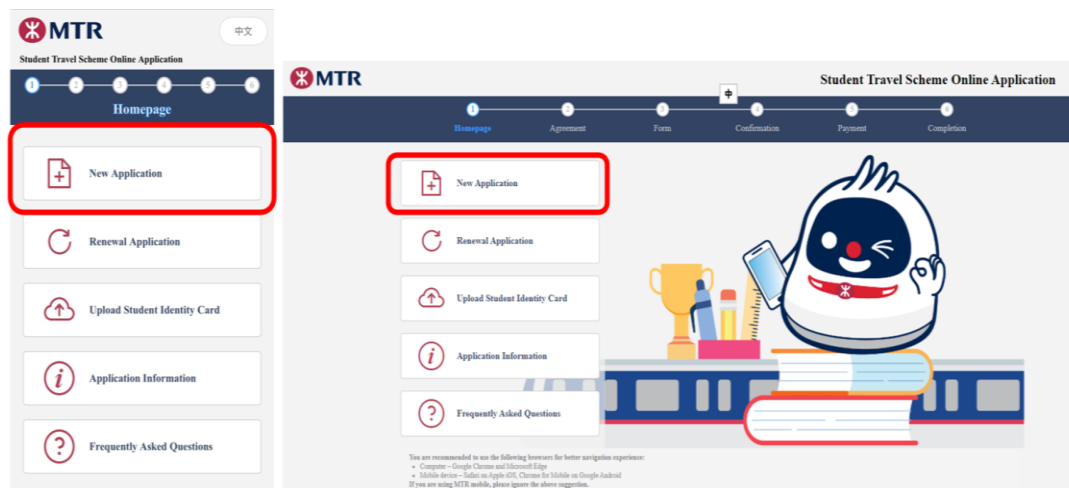 MTR
中文
Student Travel Scheme Online Application
1 2 3 4 5 6
Homepage
New Application
Renewal Application
Upload Student Identity Card
Application Information
Frequently Asked Questions
MTR
Student Travel Scheme Online Application
中
1 2 3 4 5 6
Homepage Agreement Form Confirmation Payment Completion
New Application
Renewal Application
Upload Student Identity Card
Application Information
Frequently Asked Questions
You are recommended to use the following browsers for better navigation experience:
• Computer – Google Chrome and Microsoft Edge
• Mobile device – Safari on Apple iOS, Chrome for Mobile on Google Android
If you are using MTR mobile, please ignore the above suggestion.